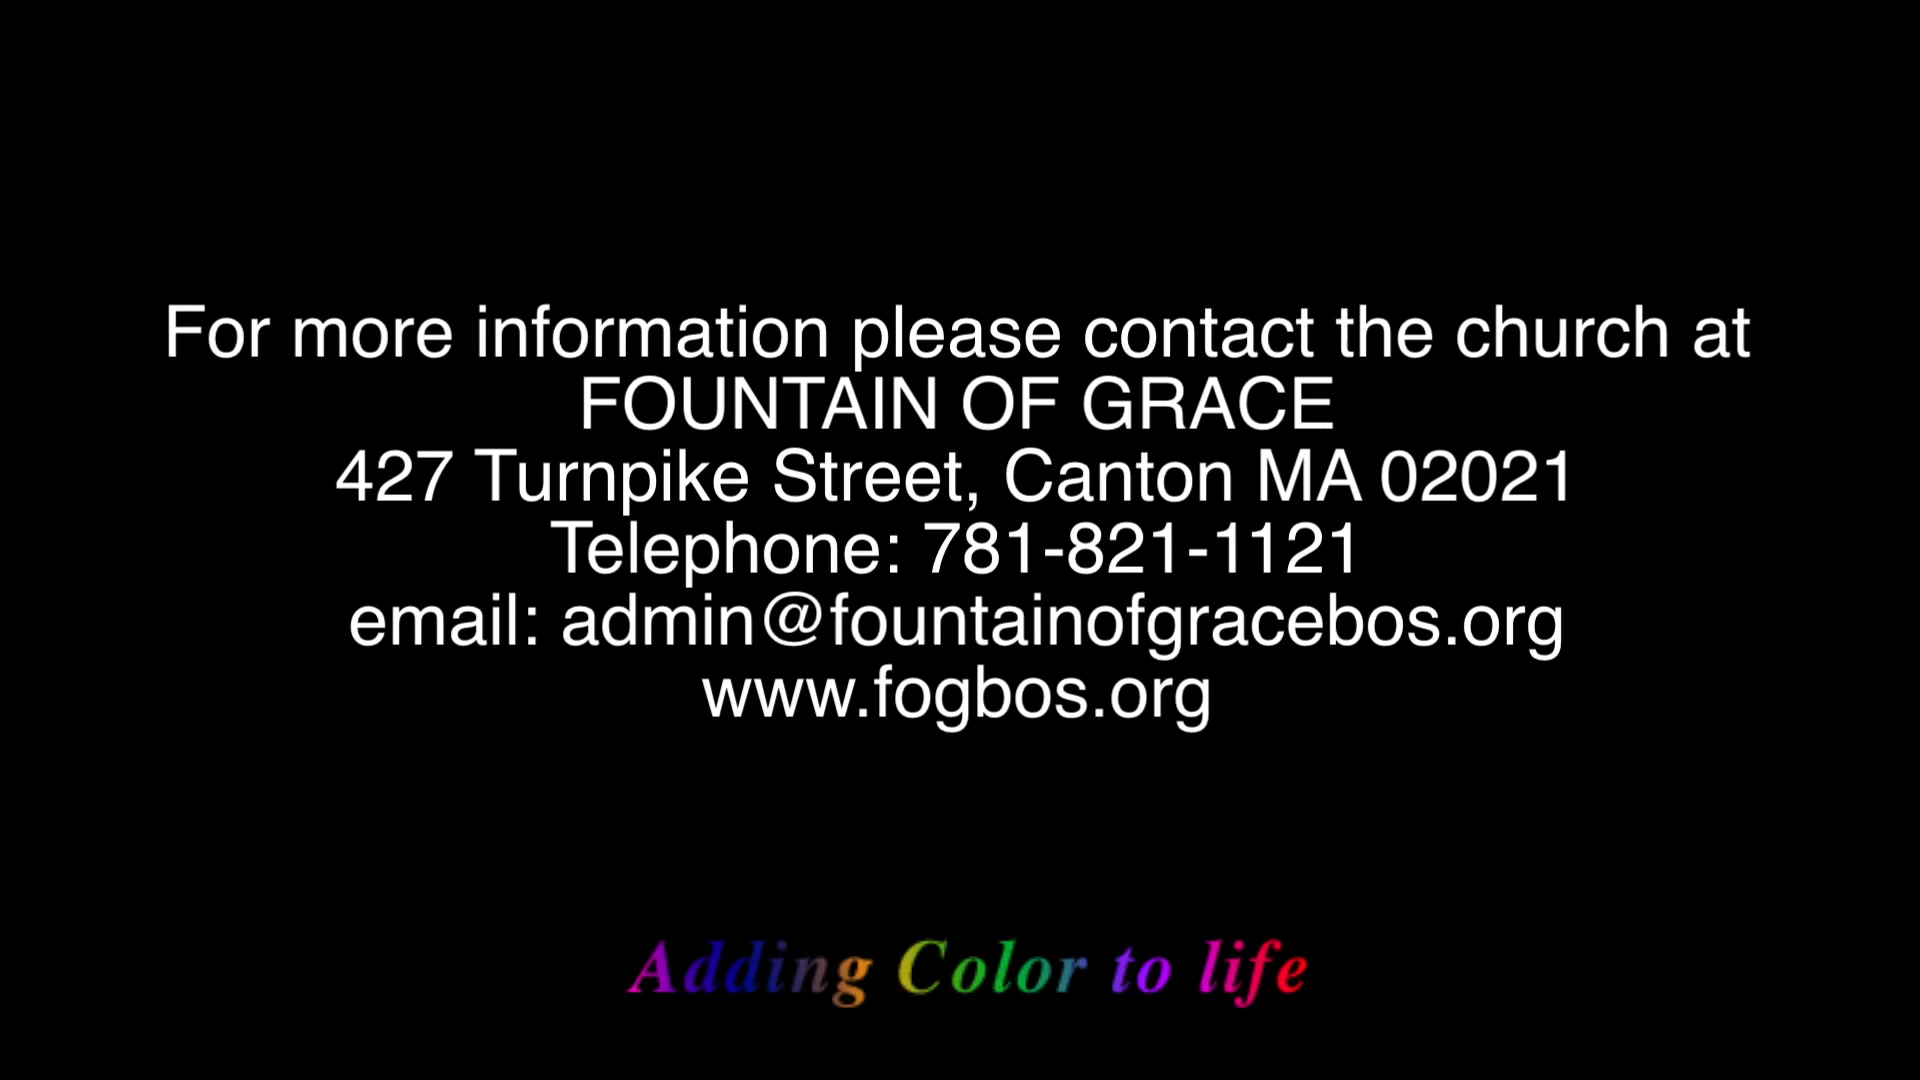 For more information please contact the church at
FOUNTAIN OF GRACE
427 Turnpike Street, Canton MA 02021
Telephone: 781-821-1121
email: admin@fountainofgracebos.org
www.fogbos.org
Adding Color to life